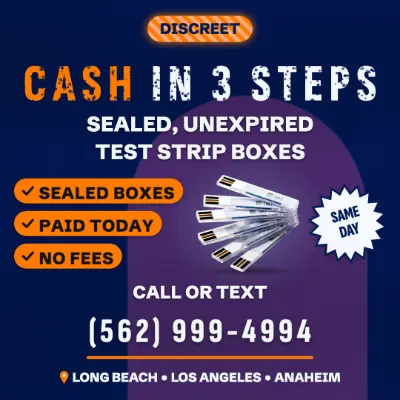 DISCREET
CASH IN 3 STEPS
SEALED, UNEXPIRED
TEST STRIP BOXES
SEALED BOXES
PAID TODAY
NO FEES
SAME
DAY
CALL OR TEXT
(562) 999-4994
LONG BEACH • LOS ANGELES • ANAHEIM